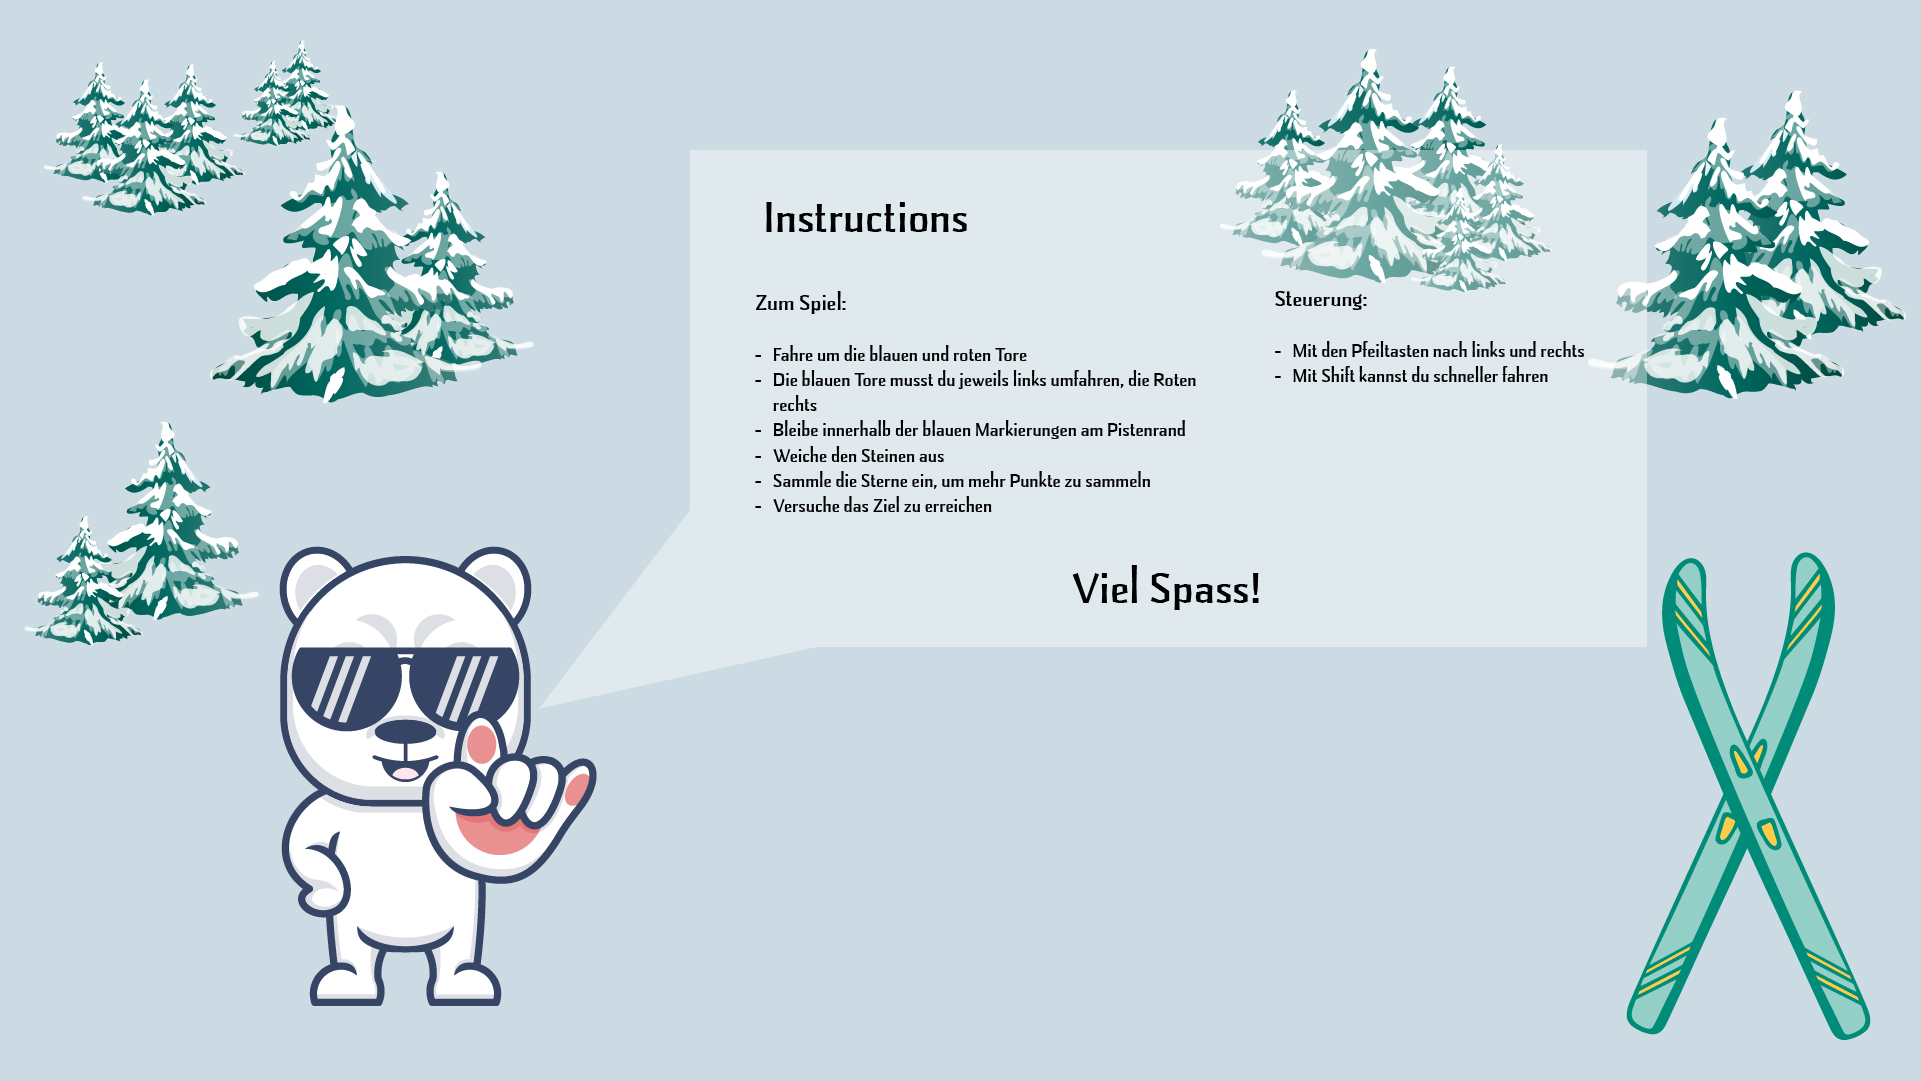 Instructions
Zum Spiel:
- Fahre um die blauen und roten Tore
- Die blauen Tore musst du jeweils links umfahren, die Roten
rechts
- Bleibe innerhalb der blauen Markierungen am Pistenrand
- Weiche den Steinen aus
- Sammle die Sterne ein, um mehr Punkte zu sammeln
- Versuche das Ziel zu erreichen
Steuerung:
- Mit den Pfeiltasten nach links und rechts
- Mit Shift kannst du schneller fahren
Viel Spass!